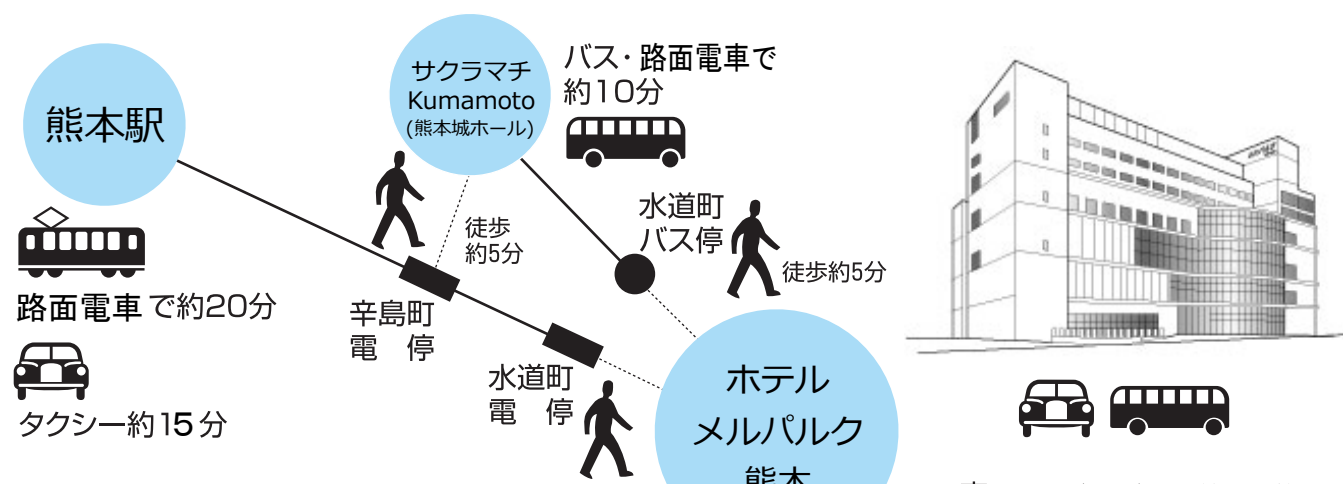 熊本駅
路面電車 で約20分
タクシー約15分
サクラマチ
Kumamoto
(熊本城ホール)
バス・路面電車で
約10分
徒歩
約5分
水道町
バス停
徒歩約5分
辛島町
電　停
水道町
電　停
ホテル
メルパルク
熊本